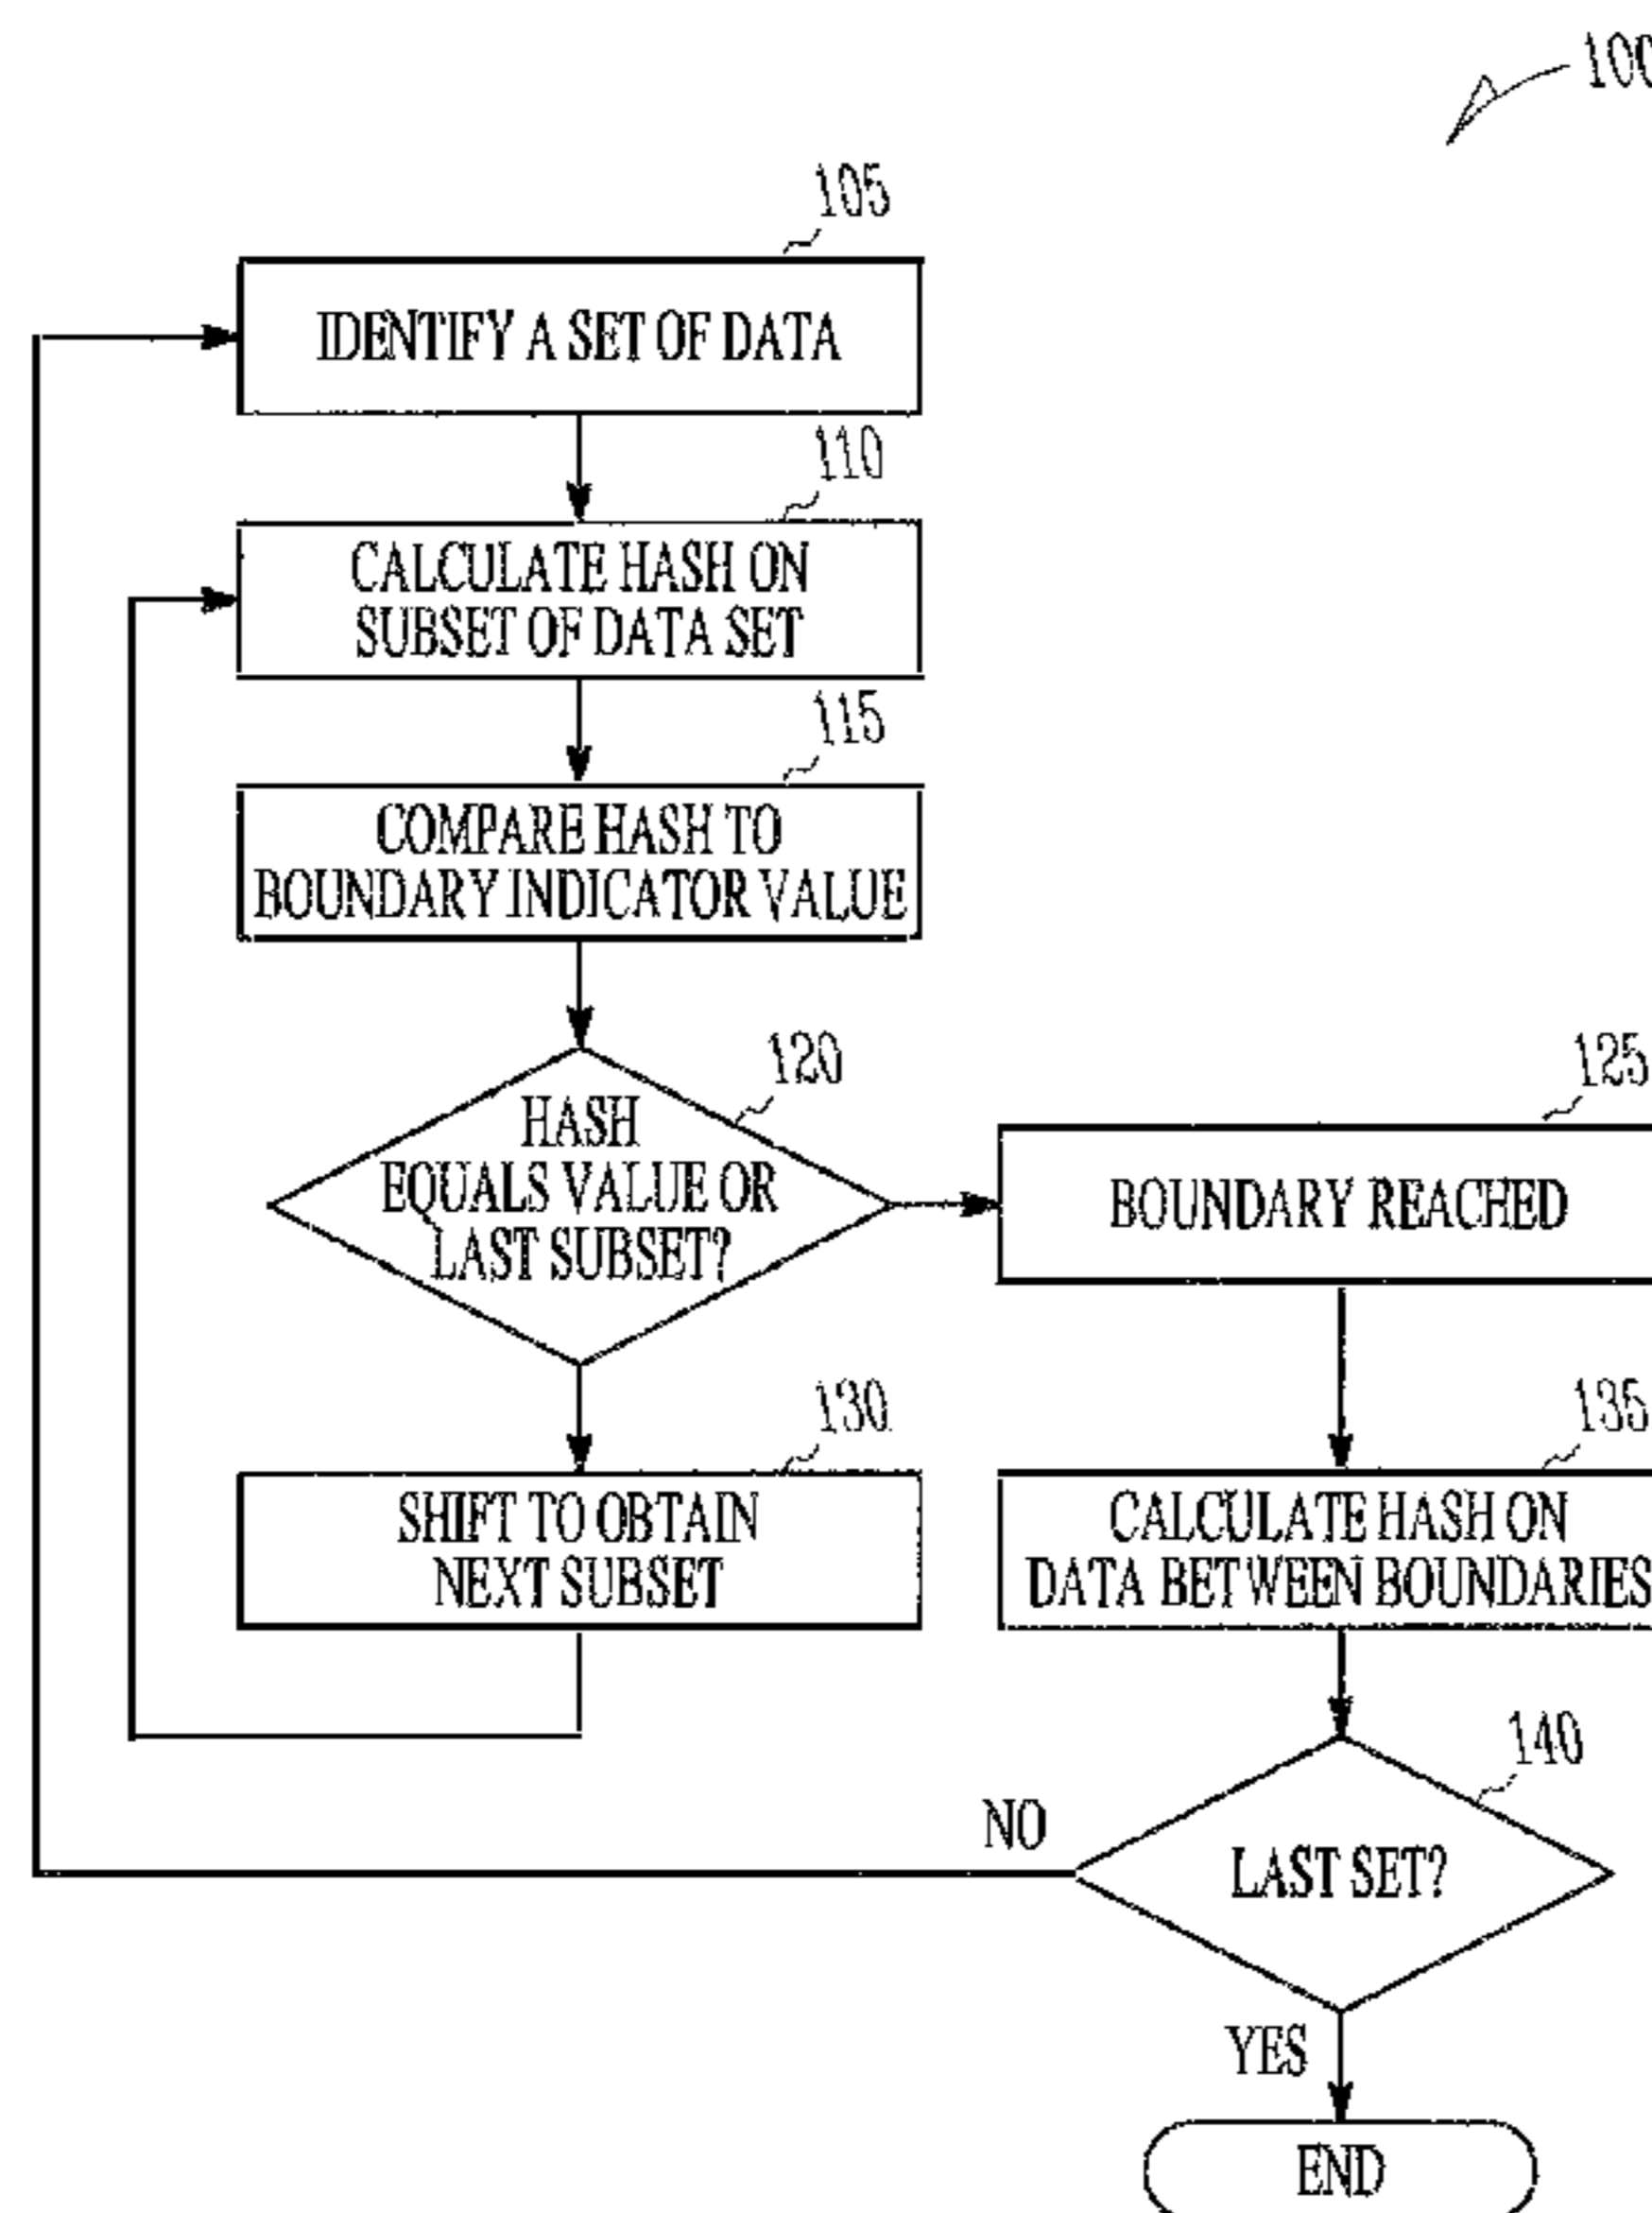 100
105
IDENTIFY A SET OF DATA
110
CALCULATE HASH ON
SUBSET OF DATA SET
115
COMPARE HASH TO
BOUNDARY INDICATOR VALUE
120
HASH
EQUALS VALUE OR
LAST SUBSET?
125
BOUNDARY REACHED
130
SHIFT TO OBTAIN
NEXT SUBSET
135
CALCULATE HASH ON
DATA BETWEEN BOUNDARIES
140
LAST SET?
NO
YES
END